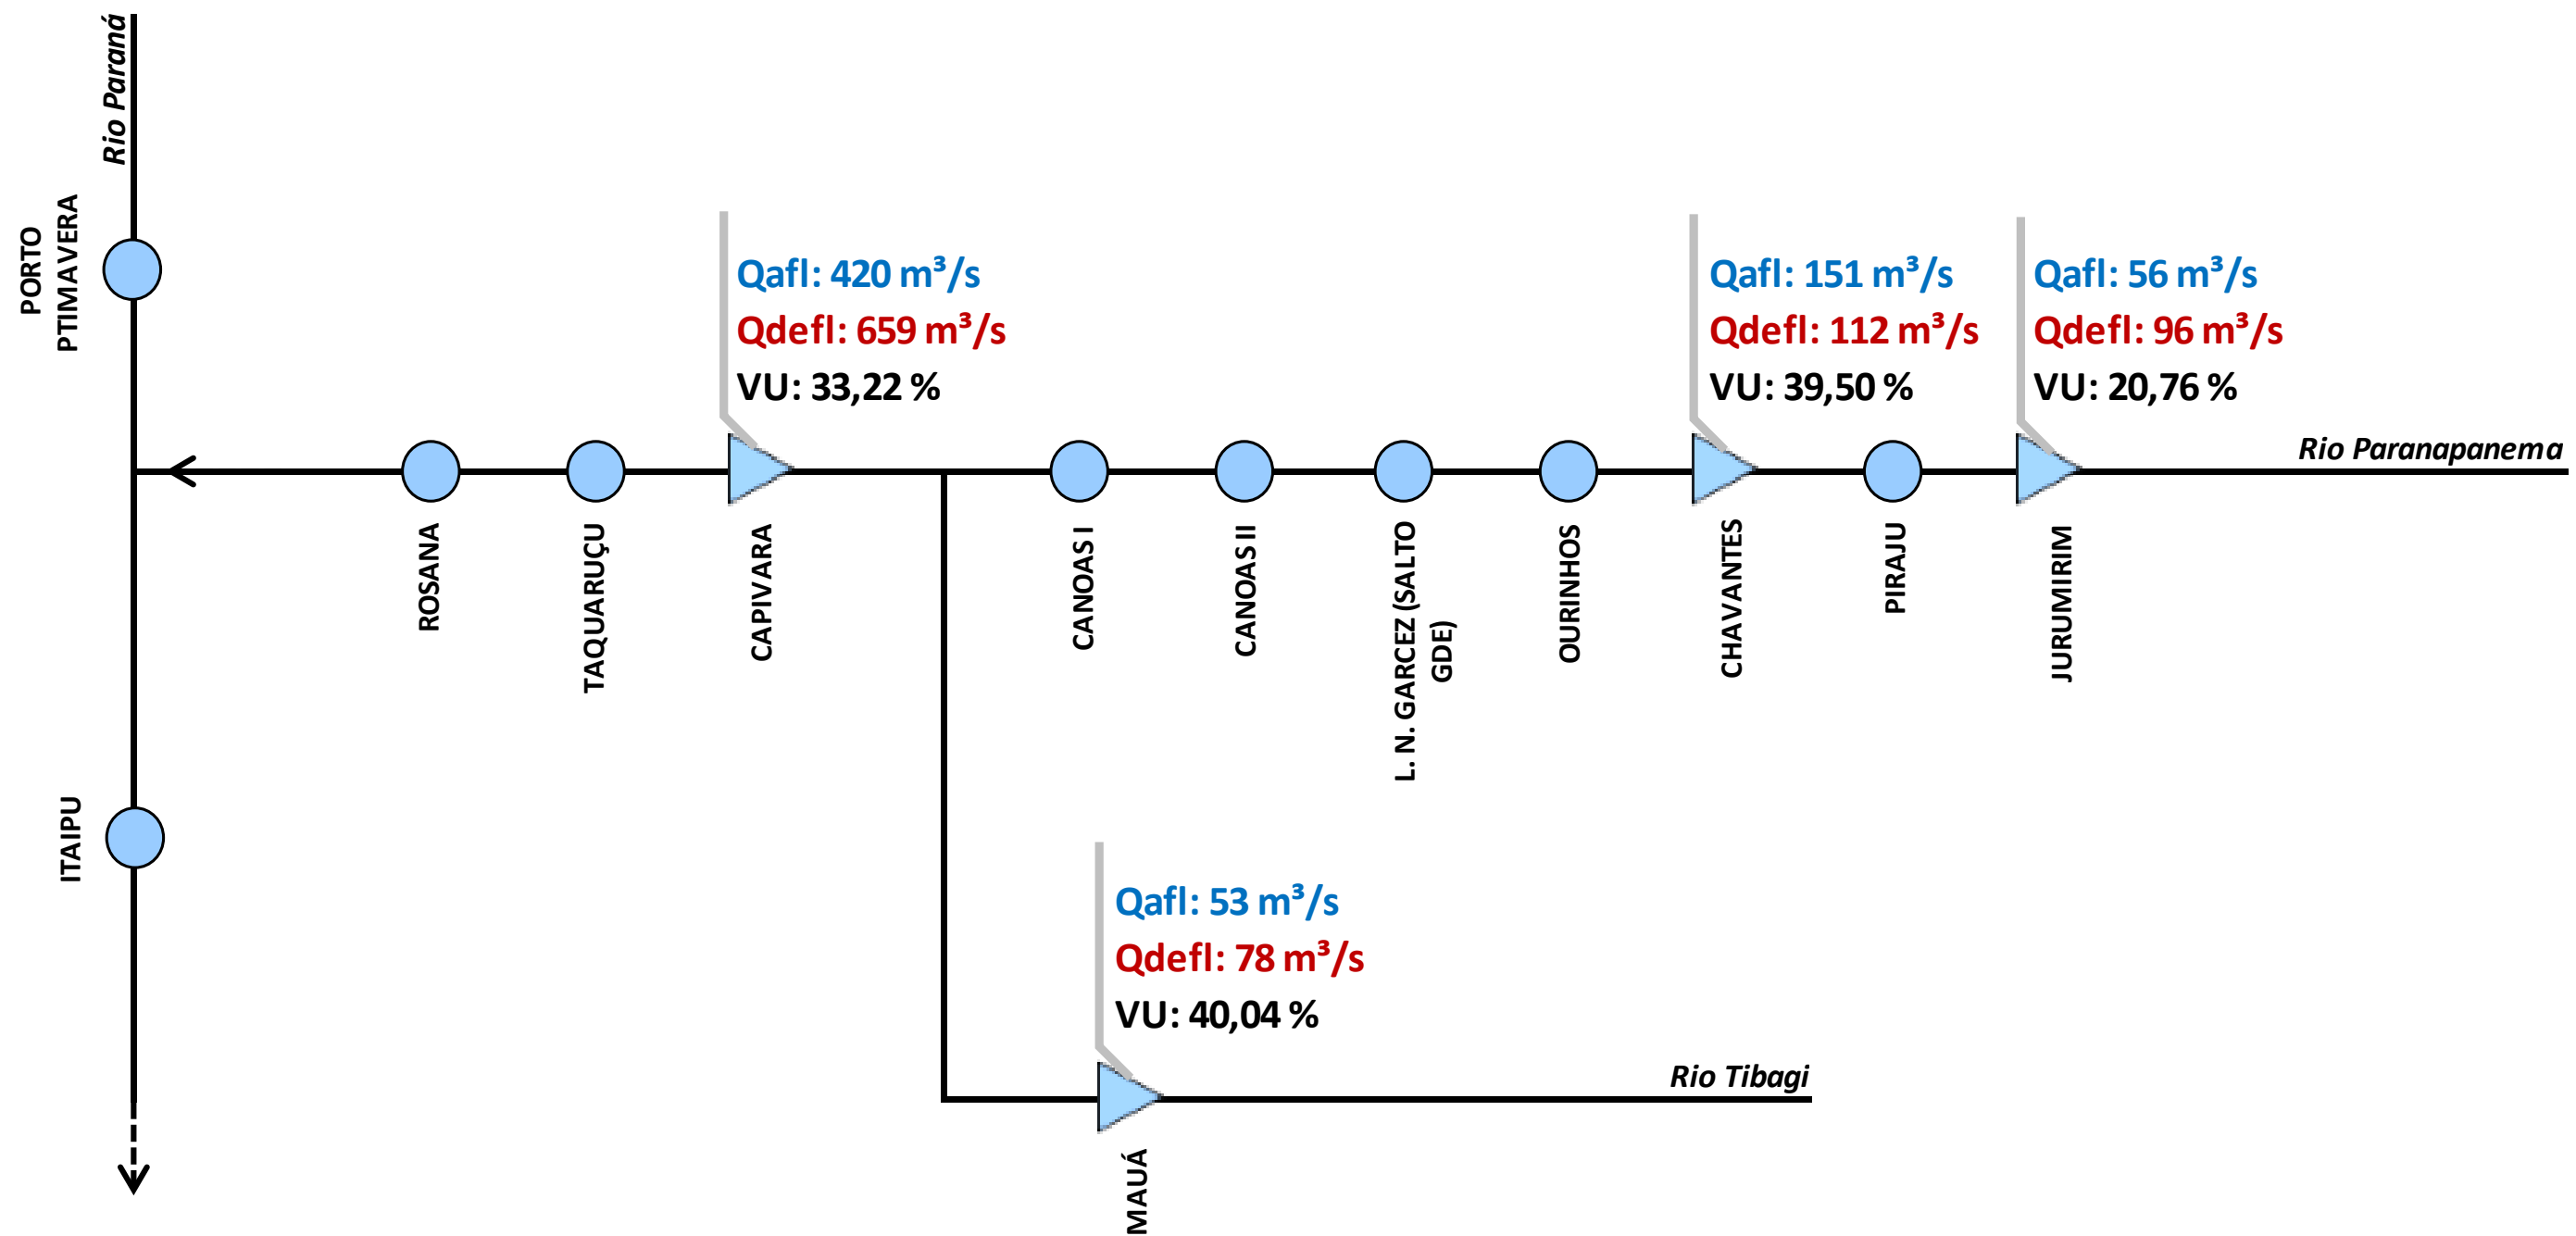 Rio Paraná
PORTO
PTIMAVERA
Qafl: 420 m³/s
Qdefl: 659 m³/s
VU: 33,22 %
Qafl: 151 m³/s
Qdefl: 112 m³/s
VU: 39,50 %
Qafl: 56 m³/s
Qdefl: 96 m³/s
VU: 20,76 %
Rio Paranapanema
ROSANA
TAQUARUÇU
CAPIVARA
CANOAS I
CANOAS II
L. N. GARCEZ (SALTO
GDE)
OURINHOS
CHAVANTES
PIRAJU
JURUMIRIM
ITAIPU
Qafl: 53 m³/s
Qdefl: 78 m³/s
VU: 40,04 %
Rio Tibagi
MAUÁ